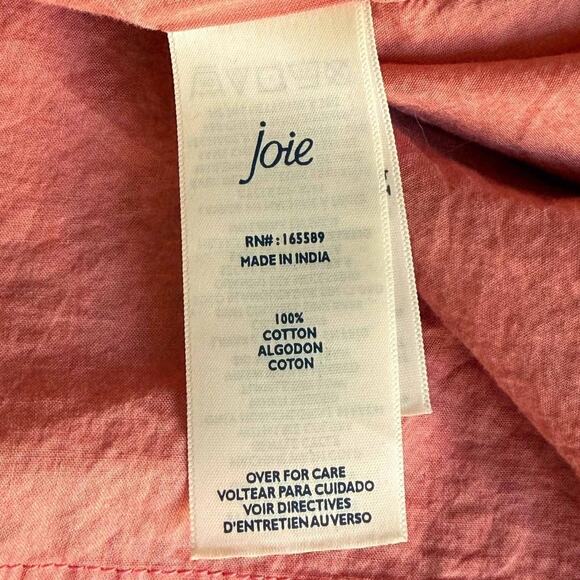 joie
RN#: 165589
MADE IN INDIA
100%
COTTON
ALGODON
COTON
OVER FOR CARE
VOLTEAR PARA CUIDADO
VOIR DIRECTIVES
D'ENTRETIEN AU VERSO